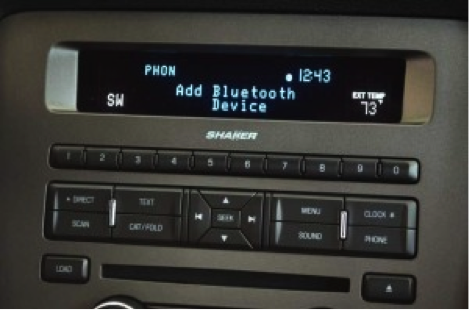 PHON 12:43
Add Bluetooth
SW Device EXT TEMP 73°
SHAKER
1 2 3 4 5 6 7 8 9 0
DIRECT TEXT MENU CLOCK
SEEK
SCAN CAT/FOLD SOUND PHONE
LOAD